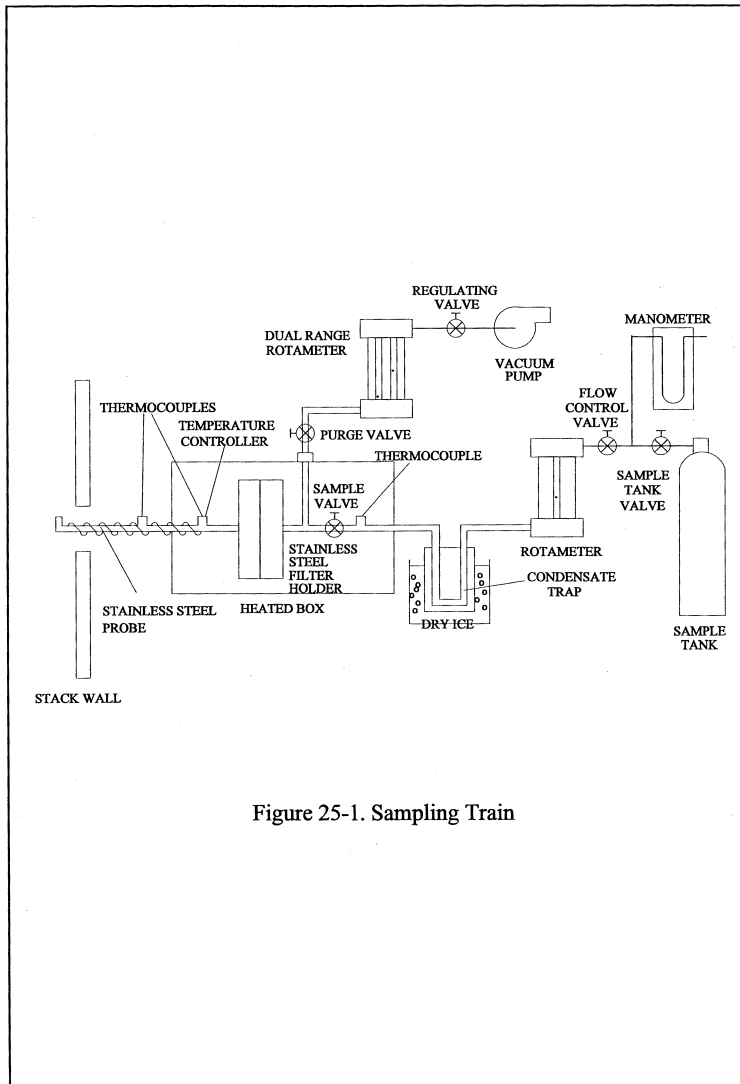 REGULATING
VALVE
MANOMETER
DUAL RANGE
ROTAMETER
VACUUM
PUMP
FLOW
CONTROL
VALVE
THERMOCOUPLES
TEMPERATURE
CONTROLLER
PURGE VALVE
THERMOCOUPLE
SAMPLE
VALVE
SAMPLE
TANK
VALVE
STAINLESS
STEEL
FILTER
HOLDER
ROTAMETER
CONDENSATE
TRAP
HEATED BOX
STAINLESS STEEL
PROBE
DRY ICE
SAMPLE
TANK
STACK WALL
Figure 25-1. Sampling Train